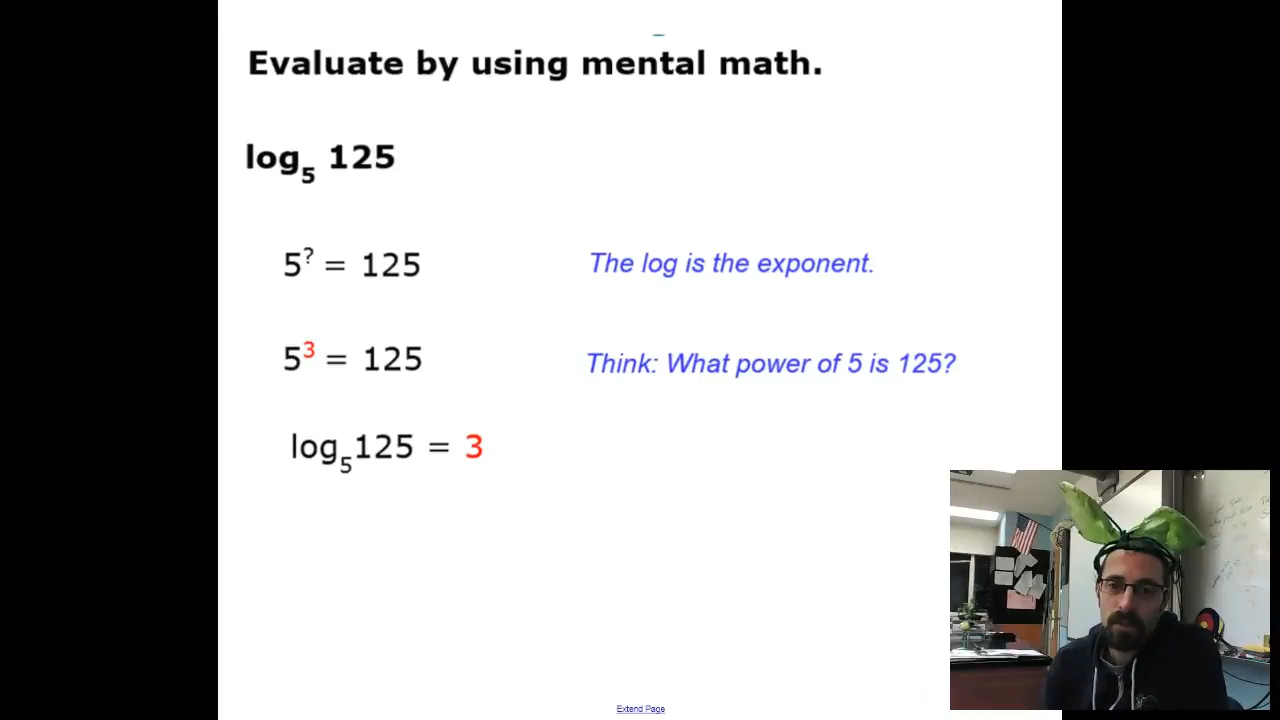 Evaluate by using mental math.
log₅ 125
5^? = 125
The log is the exponent.
5³ = 125
Think: What power of 5 is 125?
log₅125 = 3
Extend Page